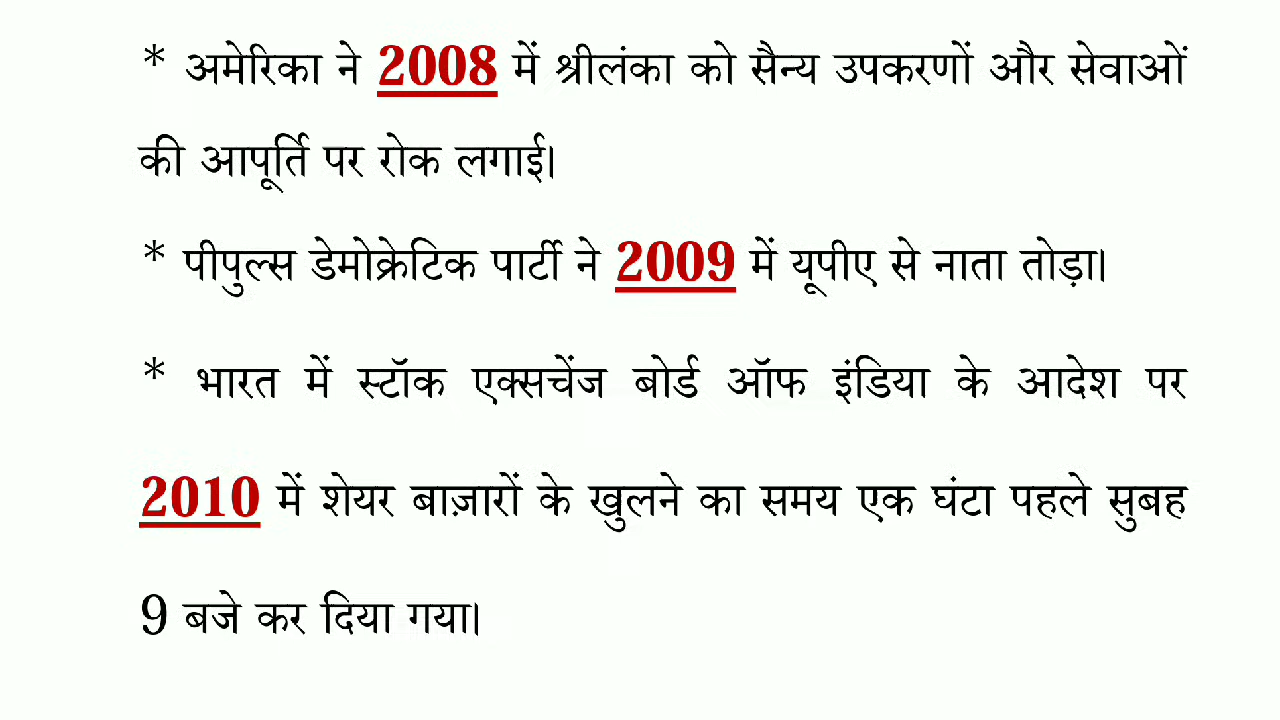 * अमेरिका ने 2008 में श्रीलंका को सैन्य उपकरणों और सेवाओं
की आपूर्ति पर रोक लगाई।
* पीपुल्स डेमोक्रेटिक पार्टी ने 2009 में यूपीए से नाता तोड़ा।
* भारत में स्टॉक एक्सचेंज बोर्ड ऑफ इंडिया के आदेश पर
2010 में शेयर बाज़ारों के खुलने का समय एक घंटा पहले सुबह
9 बजे कर दिया गया।